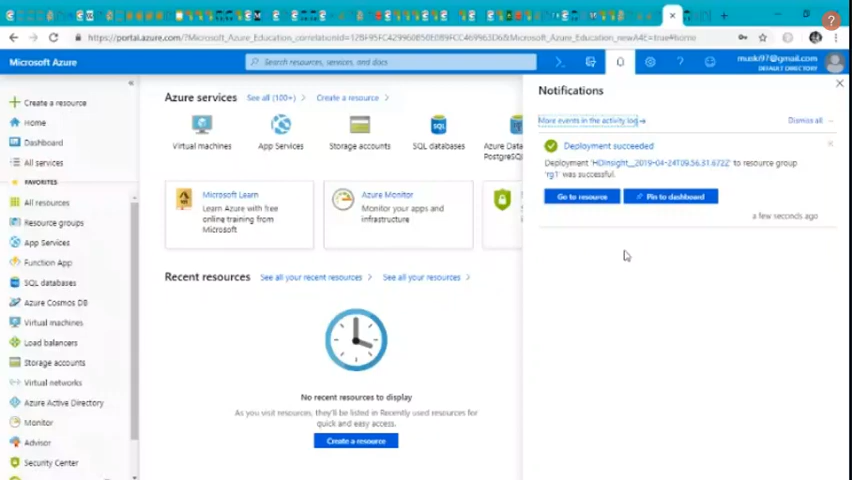 https://portal.azure.com/?Microsoft_Azure_Education_correlationId=
Microsoft Azure
Search resources, services, and docs
DEFAULT DIRECTORY
Create a resource
Home
Dashboard
All services
FAVORITES
All resources
Resource groups
App Services
Function App
SQL databases
Azure Cosmos DB
Virtual machines
Load balancers
Storage accounts
Virtual networks
Azure Active Directory
Monitor
Advisor
Security Center
Azure services
See all (100+)
Create a resource
Virtual machines
App Services
Storage accounts
SQL databases
Azure Da
PostgreSQ
Microsoft Learn
Learn Azure with free
online training from
Microsoft
Azure Monitor
Monitor your apps and
infrastructure
Recent resources
See all your recent resources
See all your resources
No recent resources to display
As you visit resources, they'll be listed in Recently used resources for
quick and easy access.
Create a resource
Notifications
More events in the activity log
Dismiss all
Deployment succeeded
Deployment 'HDInsight_2019-04-24T09.56.31.672Z' to resource group
'rg1' was successful.
Go to resource
Pin to dashboard
a few seconds ago